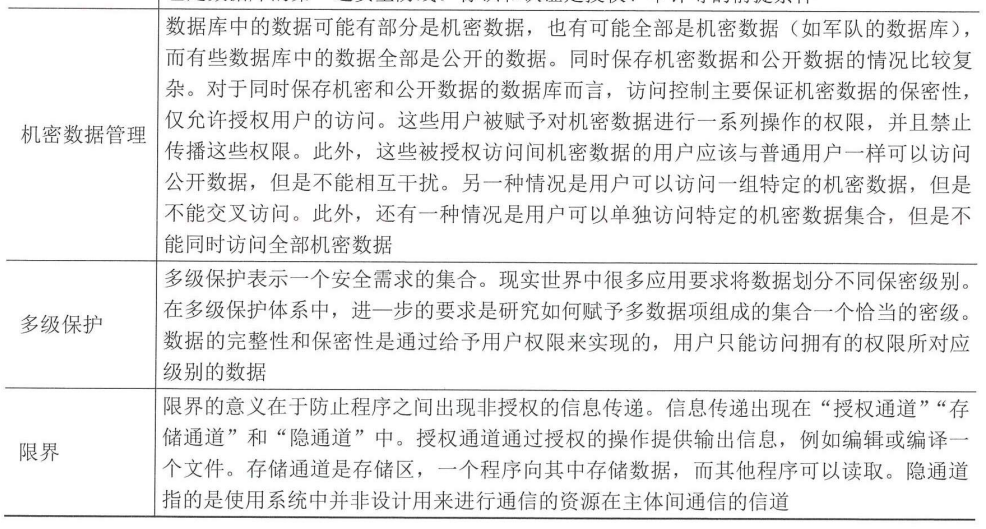 数据库中的数据可能有部分是机密数据，也有可能全部是机密数据（如军队的数据库），
而有些数据库中的数据全部是公开的数据。同时保存机密数据和公开数据的情况比较复
杂。对于同时保存机密和公开数据的数据库而言，访问控制主要保证机密数据的保密性，
机密数据管理
仅允许授权用户的访问。这些用户被赋予对机密数据进行一系列操作的权限，并且禁止
传播这些权限。此外，这些被授权访问间机密数据的用户应该与普通用户一样可以访问
公开数据，但是不能相互干扰。另一种情况是用户可以访问一组特定的机密数据，但是
不能交叉访问。此外，还有一种情况是用户可以单独访问特定的机密数据集合，但是不
能同时访问全部机密数据
多级保护
多级保护表示一个安全需求的集合。现实世界中很多应用要求将数据划分不同保密级别。
在多级保护体系中，进—步的要求是研究如何赋予多数据项组成的集合一个恰当的密级。
数据的完整性和保密性是通过给予用户权限来实现的，用户只能访问拥有的权限所对应
级别的数据
限界
限界的意义在于防止程序之间出现非授权的信息传递。信息传递出现在“授权通道”“存
储通道”和“隐通道”中。授权通道通过授权的操作提供输出信息，例如编辑或编译一
个文件。存储通道是存储区，一个程序向其中存储数据，而其他程序可以读取。隐通道
指的是使用系统中并非设计用来进行通信的资源在主体间通信的信道